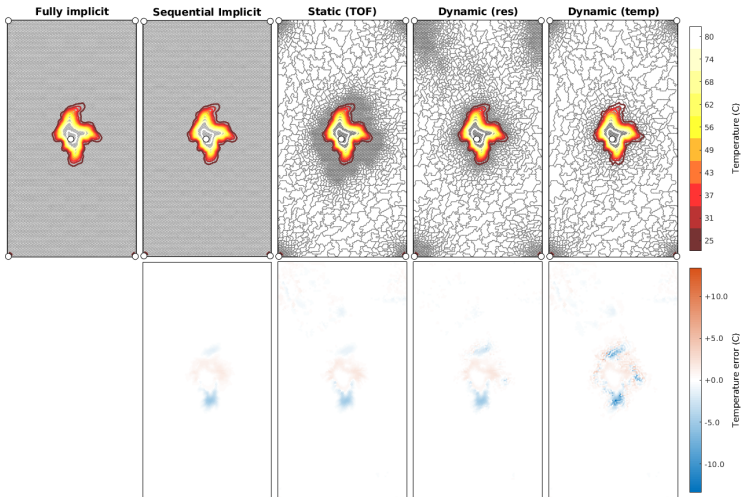 Fully implicit
Sequential Implicit
Static (TOF)
Dynamic (res)
Dynamic (temp)
80
74
68
62
56
49
43
37
31
25
Temperature (C)
+10.0
+5.0
+0.0
-5.0
-10.0
Temperature error (C)